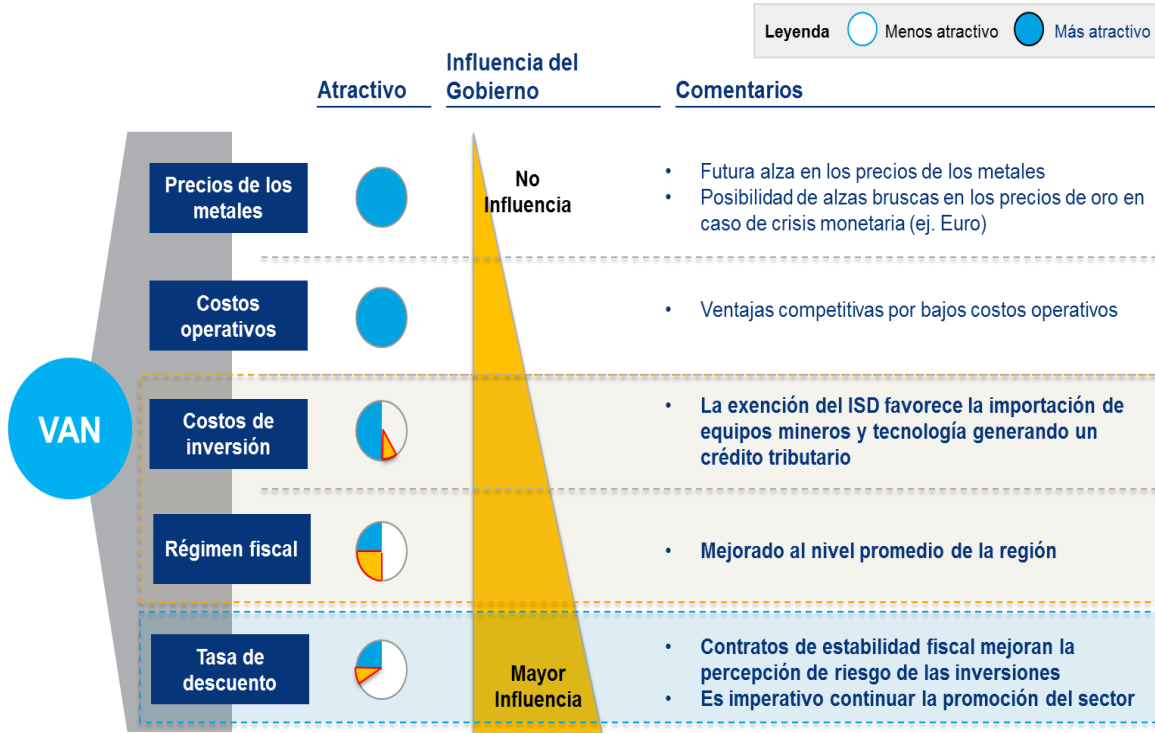 Leyenda Menos atractivo Más atractivo
Atractivo
Influencia del
Gobierno
Comentarios
VAN
Precios de los
metales
No
Influencia
• Futura alza en los precios de los metales
• Posibilidad de alzas bruscas en los precios de oro en
caso de crisis monetaria (ej. Euro)
Costos
operativos
• Ventajas competitivas por bajos costos operativos
Costos de
inversión
• La exención del ISD favorece la importación de
equipos mineros y tecnología generando un
crédito tributario
Régimen fiscal
• Mejorado al nivel promedio de la región
Tasa de
descuento
Mayor
Influencia
• Contratos de estabilidad fiscal mejoran la
percepción de riesgo de las inversiones
• Es imperativo continuar la promoción del sector